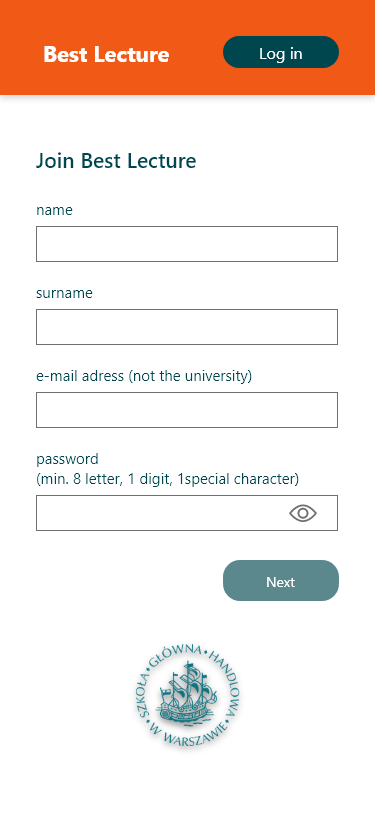 Best Lecture
Log in
Join Best Lecture
name
surname
e-mail adress (not the university)
password
(min. 8 letter, 1 digit, 1special character)
Next
SZKOŁA • GŁÓWNA • HANDLOWA • W WARSZAWIE •